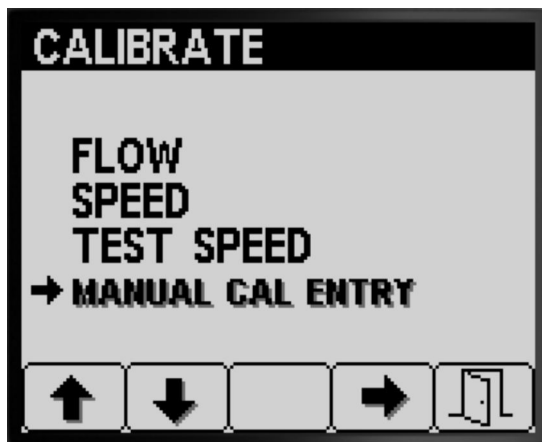 CALIBRATE
FLOW
SPEED
TEST SPEED
MANUAL CAL ENTRY